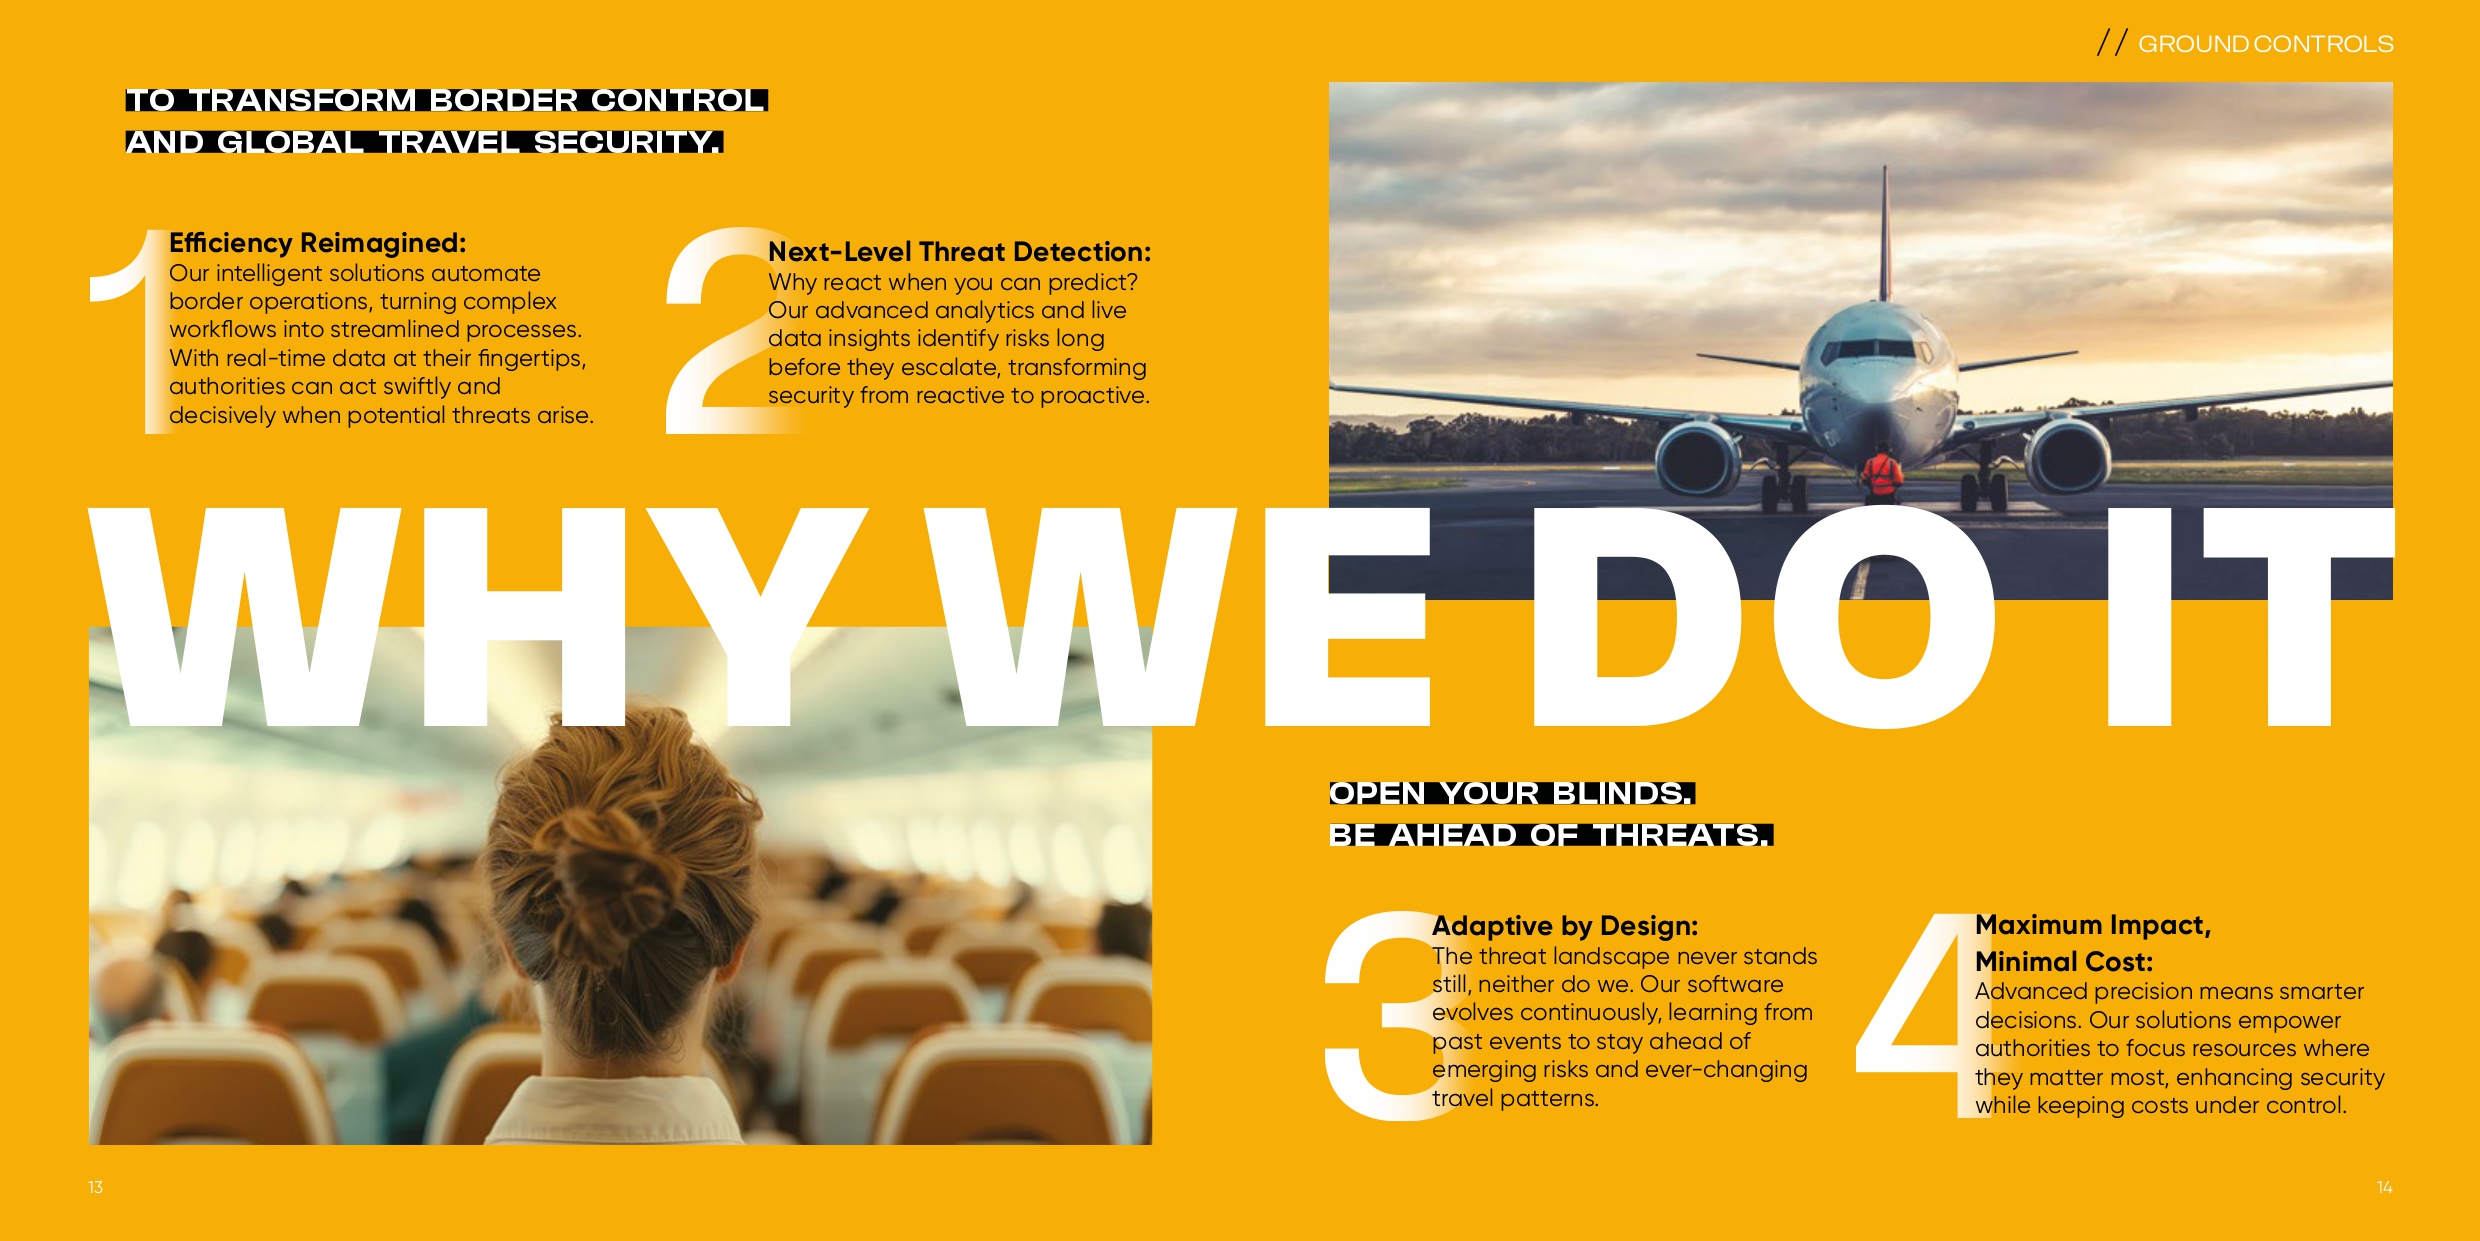 // GROUND CONTROLS
TO TRANSFORM BORDER CONTROL
AND GLOBAL TRAVEL SECURITY.
1
Efficiency Reimagined:
Our intelligent solutions automate
border operations, turning complex
workflows into streamlined processes.
With real-time data at their fingertips,
authorities can act swiftly and
decisively when potential threats arise.
2
Next-Level Threat Detection:
Why react when you can predict?
Our advanced analytics and live
data insights identify risks long
before they escalate, transforming
security from reactive to proactive.
WHY WE DO IT
OPEN YOUR BLINDS.
BE AHEAD OF THREATS.
3
Adaptive by Design:
The threat landscape never stands
still, neither do we. Our software
evolves continuously, learning from
past events to stay ahead of
emerging risks and ever-changing
travel patterns.
4
Maximum Impact,
Minimal Cost:
Advanced precision means smarter
decisions. Our solutions empower
authorities to focus resources where
they matter most, enhancing security
while keeping costs under control.
13
14